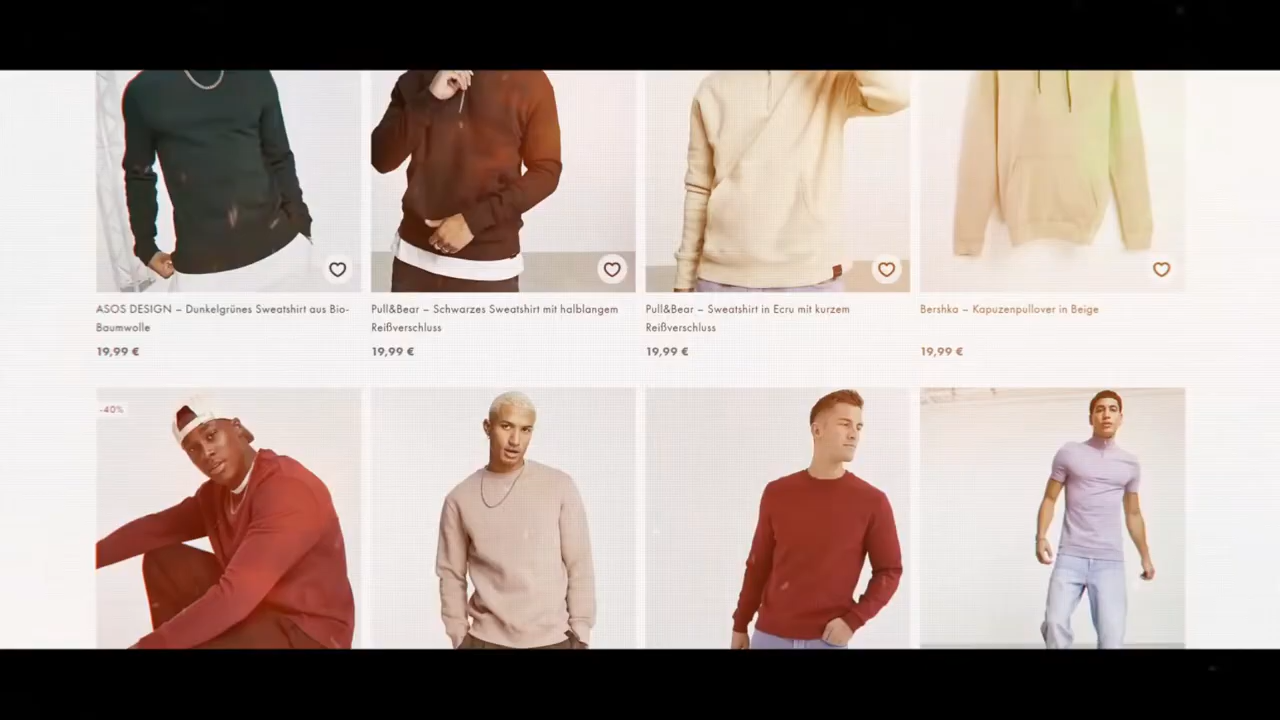 ASOS DESIGN – Dunkelgrünes Sweatshirt aus Bio-
Baumwolle
19,99 €
Pull&Bear – Schwarzes Sweatshirt mit halblangem
Reißverschluss
19,99 €
Pull&Bear – Sweatshirt in Ecru mit kurzem
Reißverschluss
19,99 €
Bershka – Kapuzenpullover in Beige
19,99 €
-40%